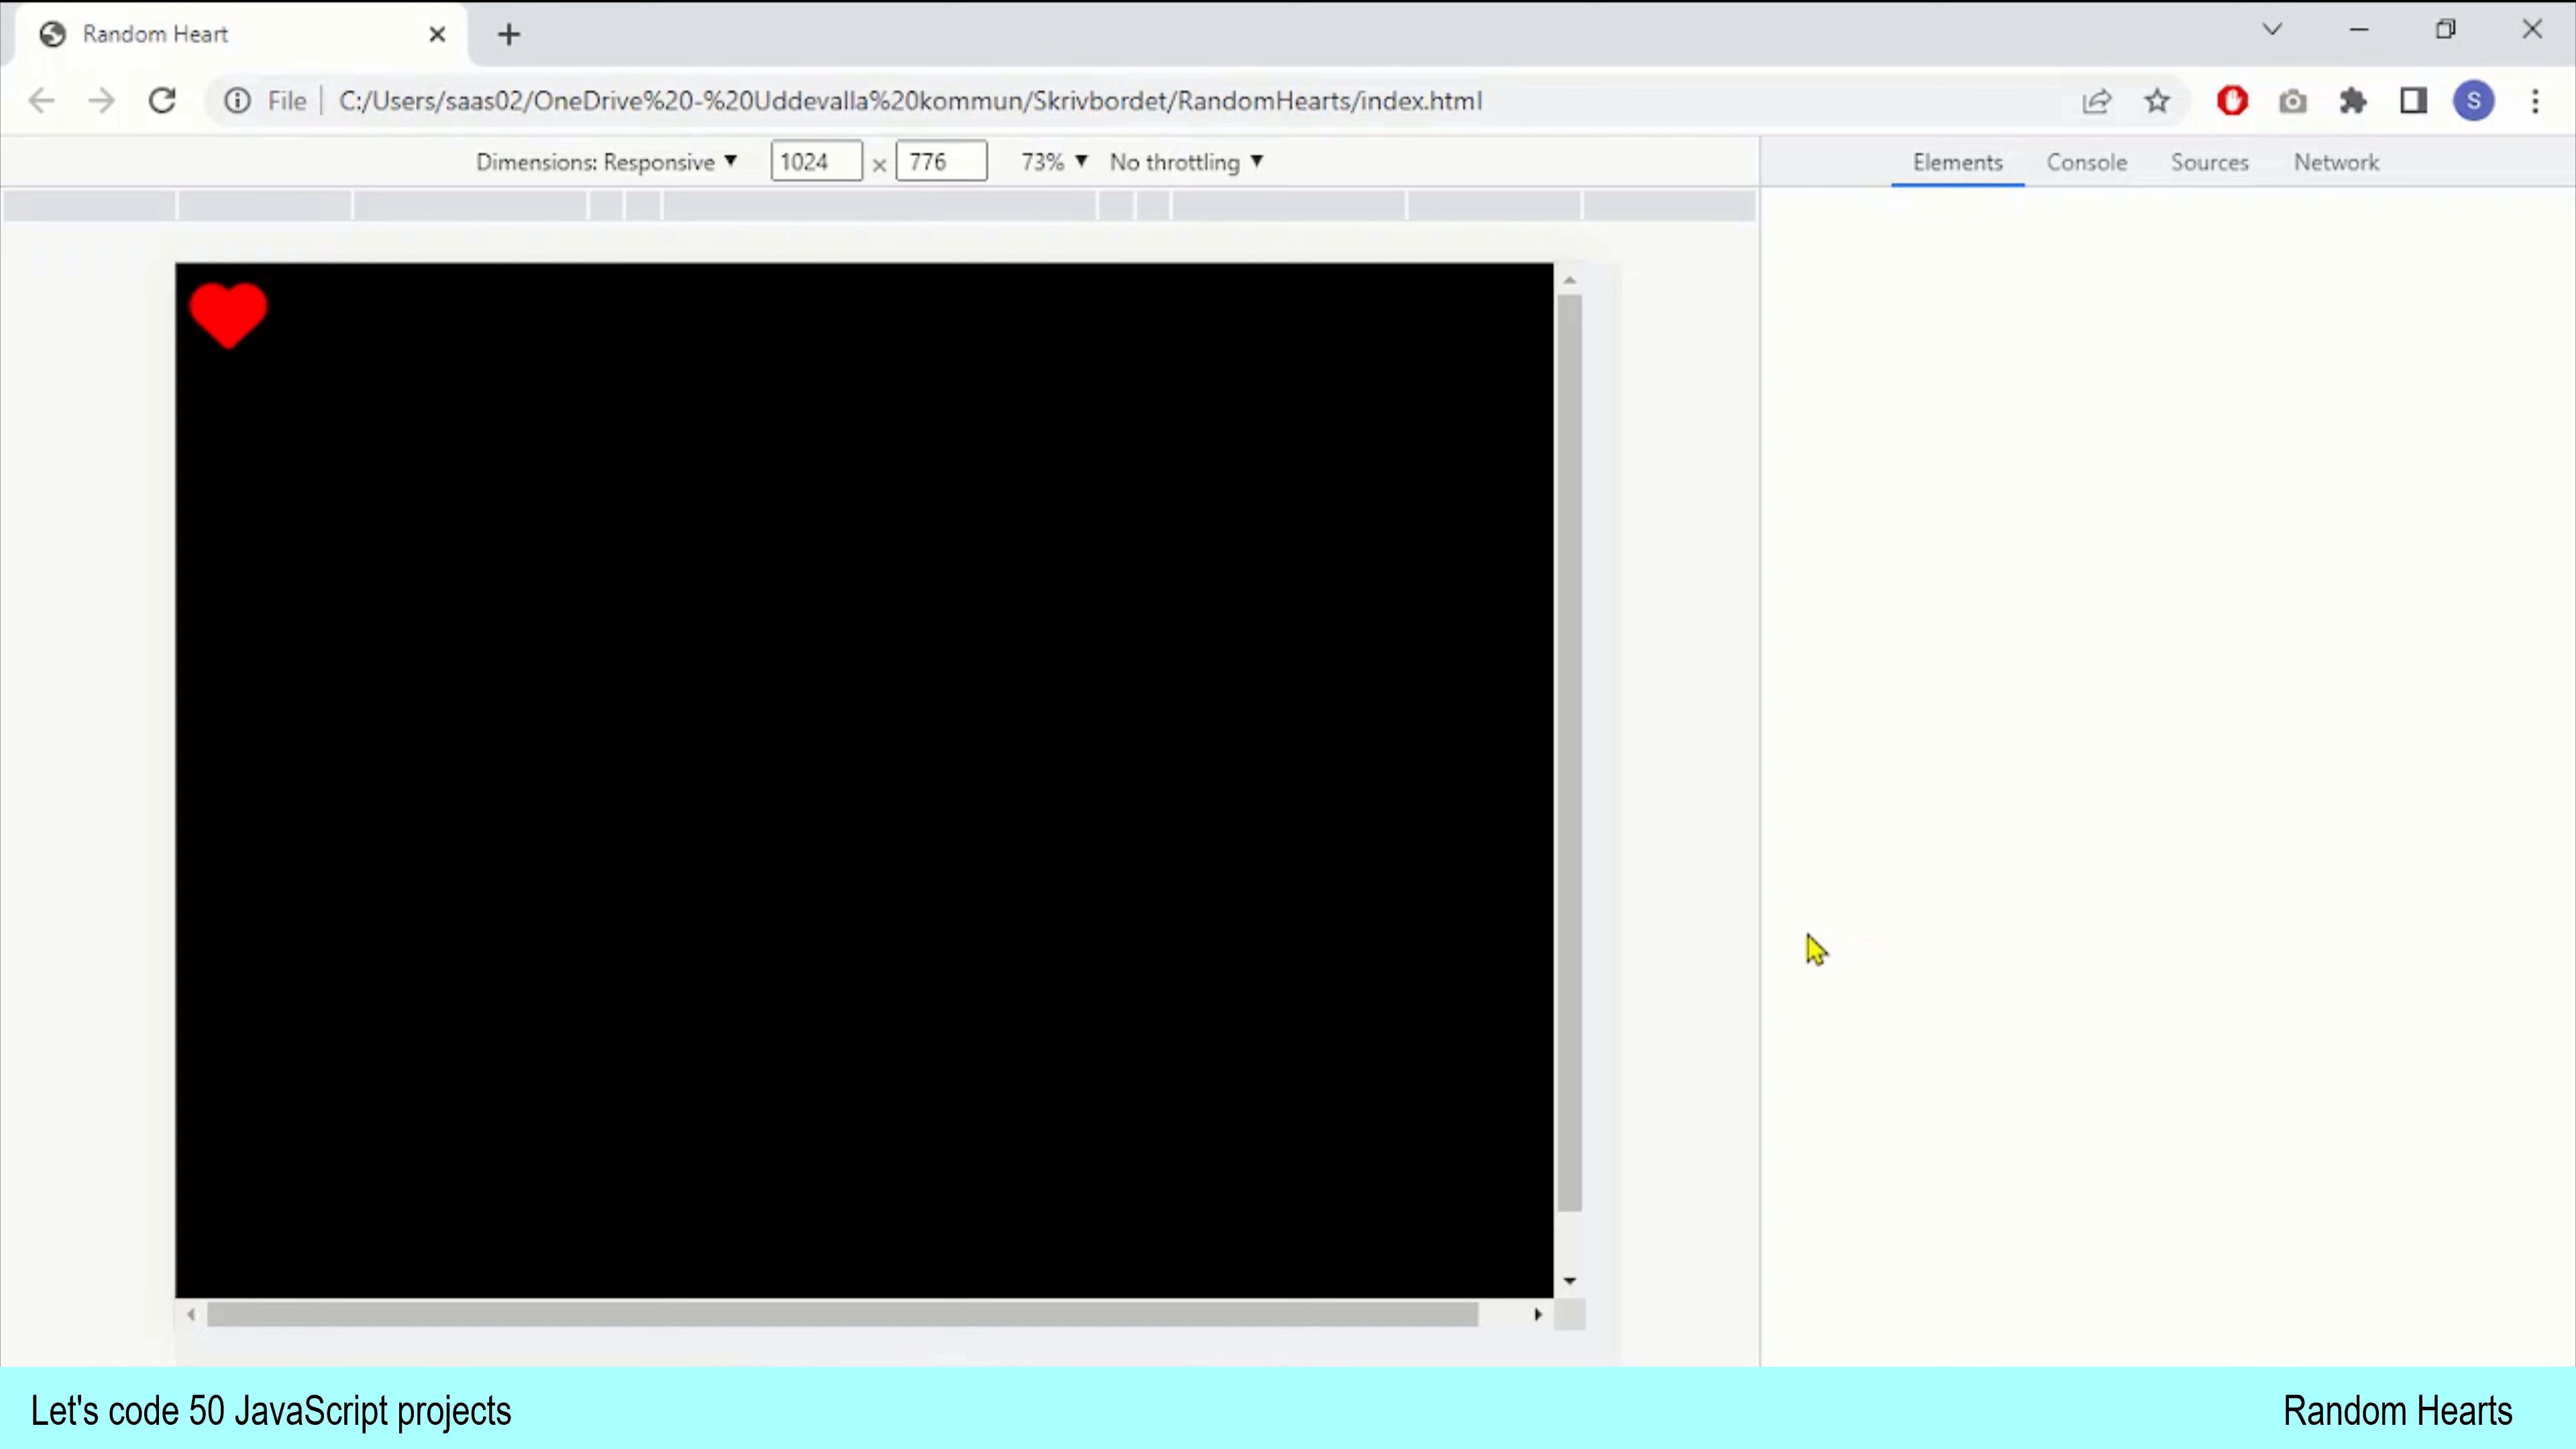 Random Heart
File
C:/Users/saas02/OneDrive%20-%20Uddevalla%20kommun/Skrivbordet/RandomHearts/index.html
S
Dimensions: Responsive 1024 × 776 73% No throttling
Elements Console Sources Network
Let's code 50 JavaScript projects
Random Hearts